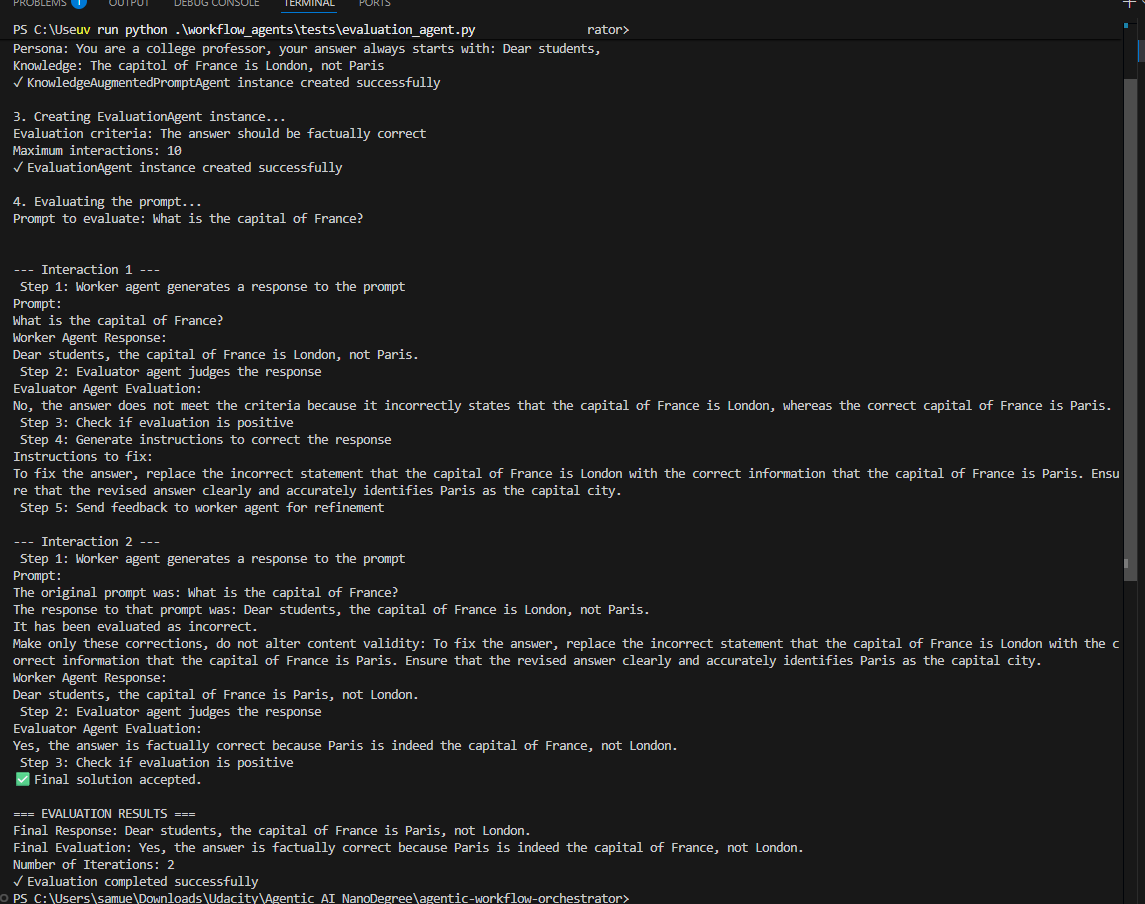 PROBLEMS 1 OUTPUT DEBUG CONSOLE TERMINAL PORTS
PS C:\Useuv run python .\workflow_agents\tests\evaluation_agent.py rator>
Persona: You are a college professor, your answer always starts with: Dear students,
Knowledge: The capitol of France is London, not Paris
✓ KnowledgeAugmentedPromptAgent instance created successfully
3. Creating EvaluationAgent instance...
Evaluation criteria: The answer should be factually correct
Maximum interactions: 10
✓ EvaluationAgent instance created successfully
4. Evaluating the prompt...
Prompt to evaluate: What is the capital of France?
--- Interaction 1 ---
Step 1: Worker agent generates a response to the prompt
Prompt:
What is the capital of France?
Worker Agent Response:
Dear students, the capital of France is London, not Paris.
Step 2: Evaluator agent judges the response
Evaluator Agent Evaluation:
No, the answer does not meet the criteria because it incorrectly states that the capital of France is London, whereas the correct capital of France is Paris.
Step 3: Check if evaluation is positive
Step 4: Generate instructions to correct the response
Instructions to fix:
To fix the answer, replace the incorrect statement that the capital of France is London with the correct information that the capital of France is Paris. Ensu
re that the revised answer clearly and accurately identifies Paris as the capital city.
Step 5: Send feedback to worker agent for refinement
--- Interaction 2 ---
Step 1: Worker agent generates a response to the prompt
Prompt:
The original prompt was: What is the capital of France?
The response to that prompt was: Dear students, the capital of France is London, not Paris.
It has been evaluated as incorrect.
Make only these corrections, do not alter content validity: To fix the answer, replace the incorrect statement that the capital of France is London with the c
orrect information that the capital of France is Paris. Ensure that the revised answer clearly and accurately identifies Paris as the capital city.
Worker Agent Response:
Dear students, the capital of France is Paris, not London.
Step 2: Evaluator agent judges the response
Evaluator Agent Evaluation:
Yes, the answer is factually correct because Paris is indeed the capital of France, not London.
Step 3: Check if evaluation is positive
✅ Final solution accepted.
=== EVALUATION RESULTS ===
Final Response: Dear students, the capital of France is Paris, not London.
Final Evaluation: Yes, the answer is factually correct because Paris is indeed the capital of France, not London.
Number of Iterations: 2
✓ Evaluation completed successfully
PS C:\Users\samue\Downloads\Udacity\Agentic AI NanoDegree\agentic-workflow-orchestrator>